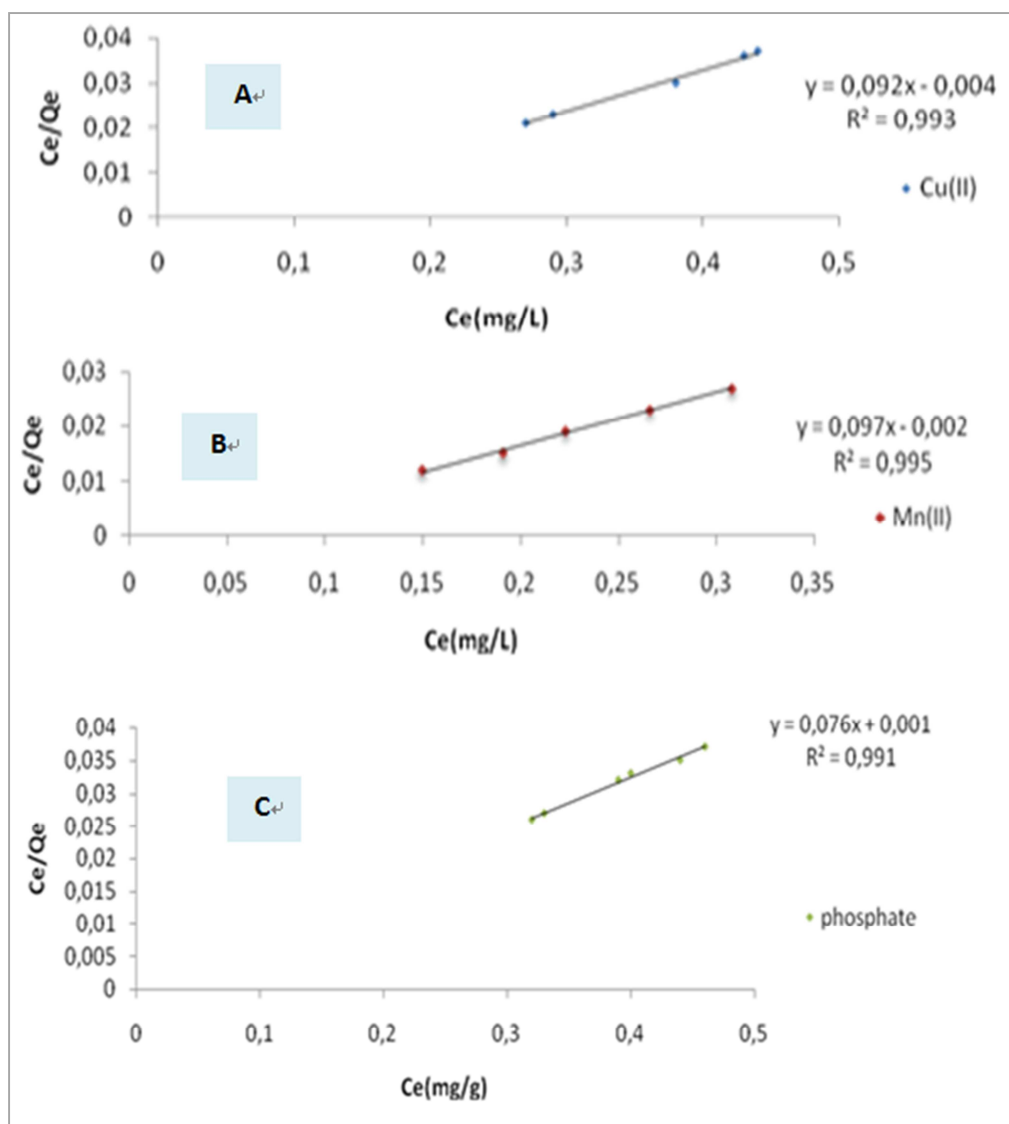 0,04
0,03
0,02
0,01
0
Ce/Qe
A
y = 0,092x - 0,004
R² = 0,993
Cu(II)
0 0,1 0,2 0,3 0,4 0,5
Ce(mg/L)
0,03
0,02
0,01
0
Ce/Qe
B
y = 0,097x - 0,002
R² = 0,995
Mn(II)
0 0,05 0,1 0,15 0,2 0,25 0,3 0,35
Ce(mg/L)
0,04
0,035
0,03
0,025
0,02
0,015
0,01
0,005
0
Ce/Qe
C
y = 0,076x + 0,001
R² = 0,991
phosphate
0 0,1 0,2 0,3 0,4 0,5
Ce(mg/g)